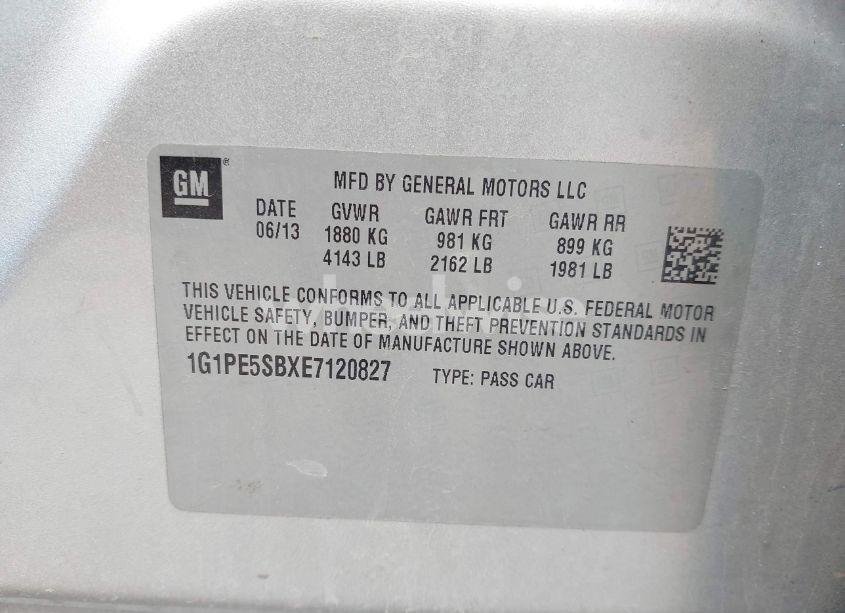 GM ®
MFD BY GENERAL MOTORS LLC
DATE GVWR GAWR FRT GAWR RR
06/13 1880 KG 981 KG 899 KG
4143 LB 2162 LB 1981 LB
THIS VEHICLE CONFORMS TO ALL APPLICABLE U.S. FEDERAL MOTOR
VEHICLE SAFETY, BUMPER, AND THEFT PREVENTION STANDARDS IN
EFFECT ON THE DATE OF MANUFACTURE SHOWN ABOVE.
1G1PE5SBXE7120827 TYPE: PASS CAR